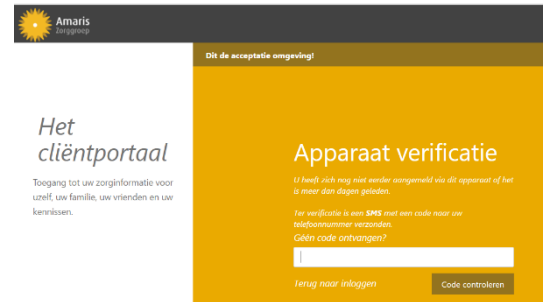 Amaris
Zorggroep
Dit de acceptatie omgeving!
Het
cliëntportaal
Toegang tot uw zorginformatie voor
uzelf, uw familie, uw vrienden en uw
kennissen.
Apparaat verificatie
U heeft zich nog niet eerder aangemeld via dit apparaat of het
is meer dan dagen geleden.
Ter verificatie is een SMS met een code naar uw
telefoonnummer verzonden.
Géén code ontvangen?
Terug naar inloggen
Code controleren